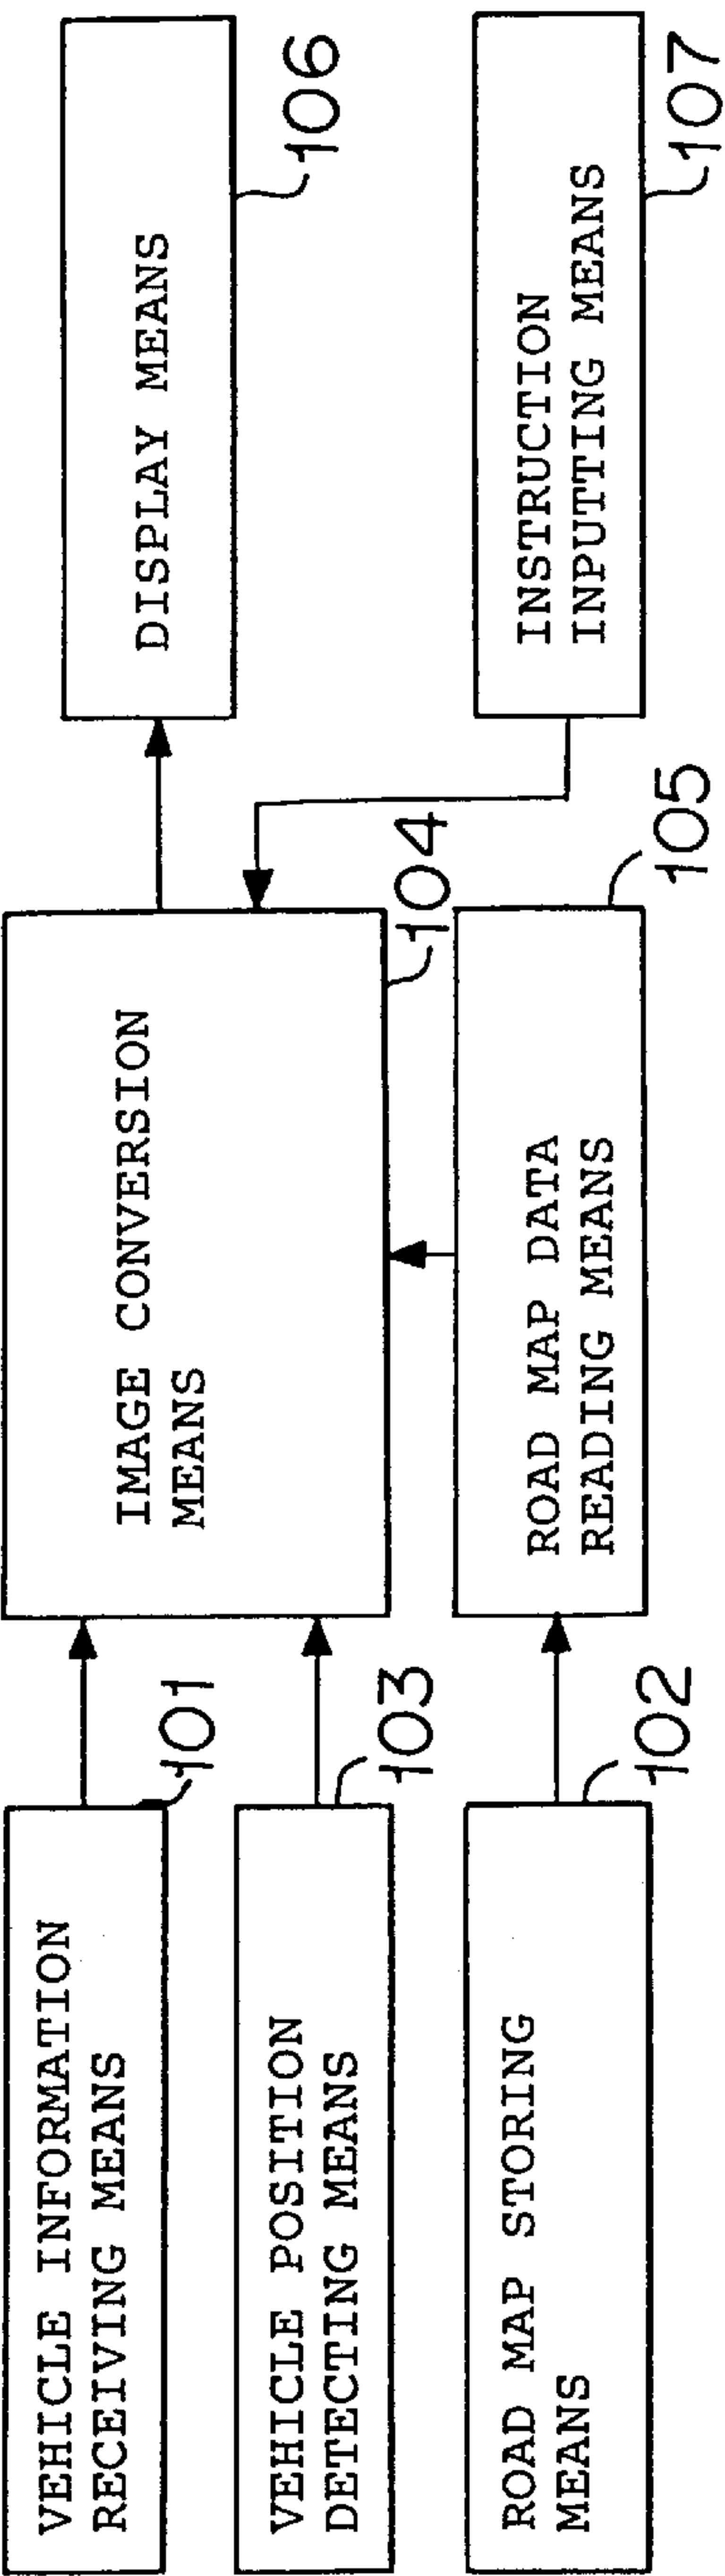 VEHICLE INFORMATION
RECEIVING MEANS
101
VEHICLE POSITION
DETECTING MEANS
103
ROAD MAP STORING
MEANS
102
IMAGE CONVERSION
MEANS
104
ROAD MAP DATA
READING MEANS
105
DISPLAY MEANS
106
INSTRUCTION
INPUTTING MEANS
107